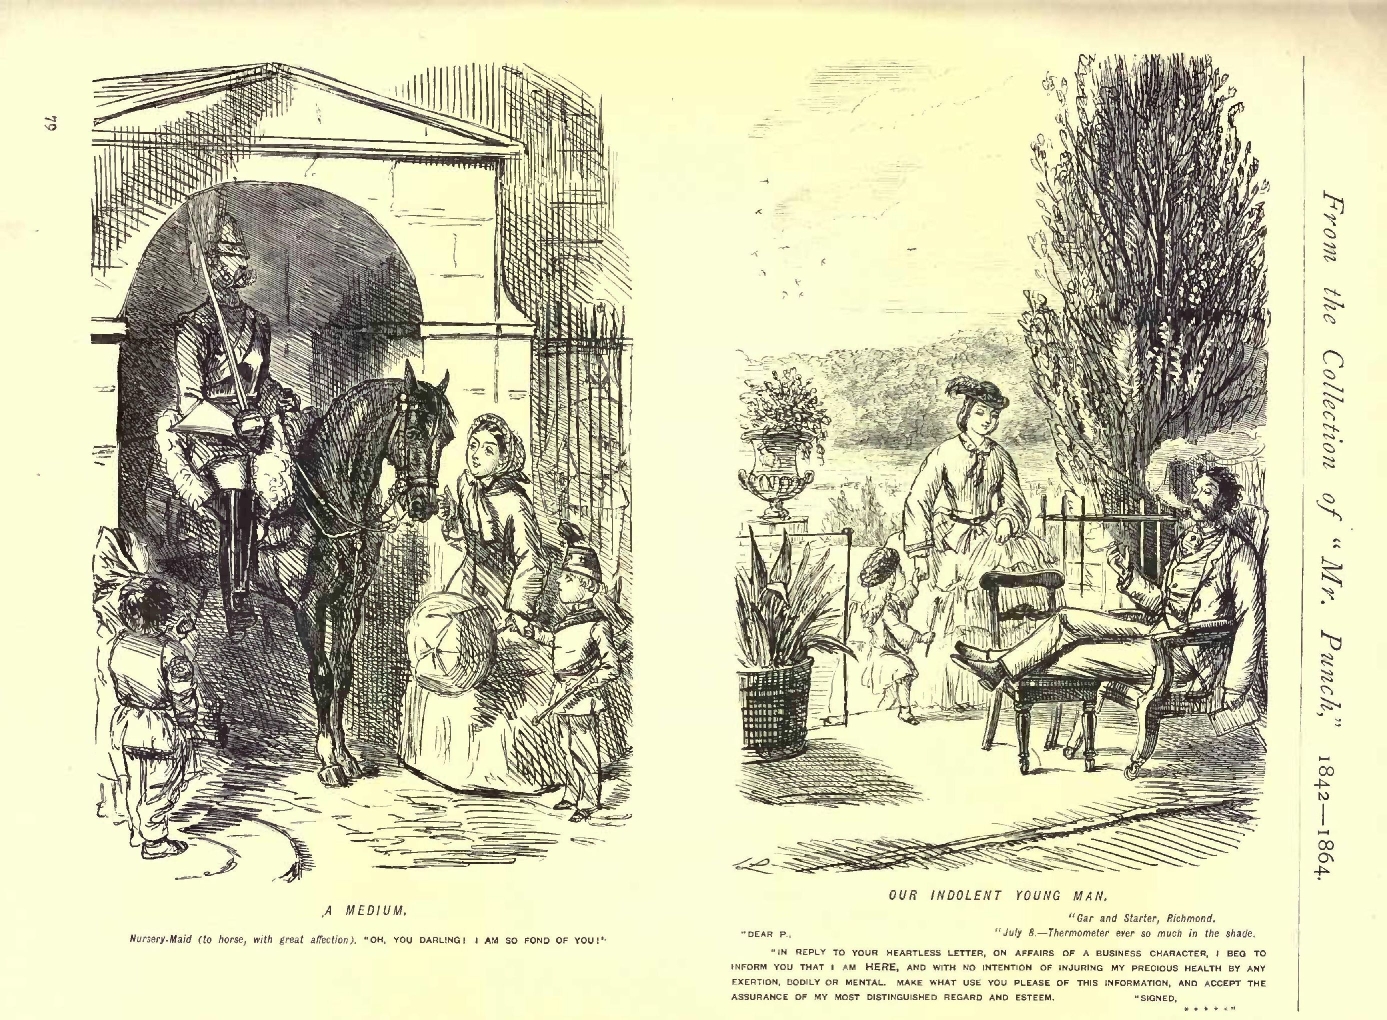 79
From the Collection of "Mr. Punch," 1842—1864.
A MEDIUM.
Nursery-Maid (to horse, with great affection). "OH, YOU DARLING! I AM SO FOND OF YOU!"
OUR INDOLENT YOUNG MAN.
"Gar and Starter, Richmond.
"DEAR P., "July 8.—Thermometer ever so much in the shade.
"IN REPLY TO YOUR HEARTLESS LETTER, ON AFFAIRS OF A BUSINESS CHARACTER, I BEG TO
INFORM YOU THAT I AM HERE, AND WITH NO INTENTION OF INJURING MY PRECIOUS HEALTH BY ANY
EXERTION, BODILY OR MENTAL. MAKE WHAT USE YOU PLEASE OF THIS INFORMATION, AND ACCEPT THE
ASSURANCE OF MY MOST DISTINGUISHED REGARD AND ESTEEM. "SIGNED,
* * * * *"